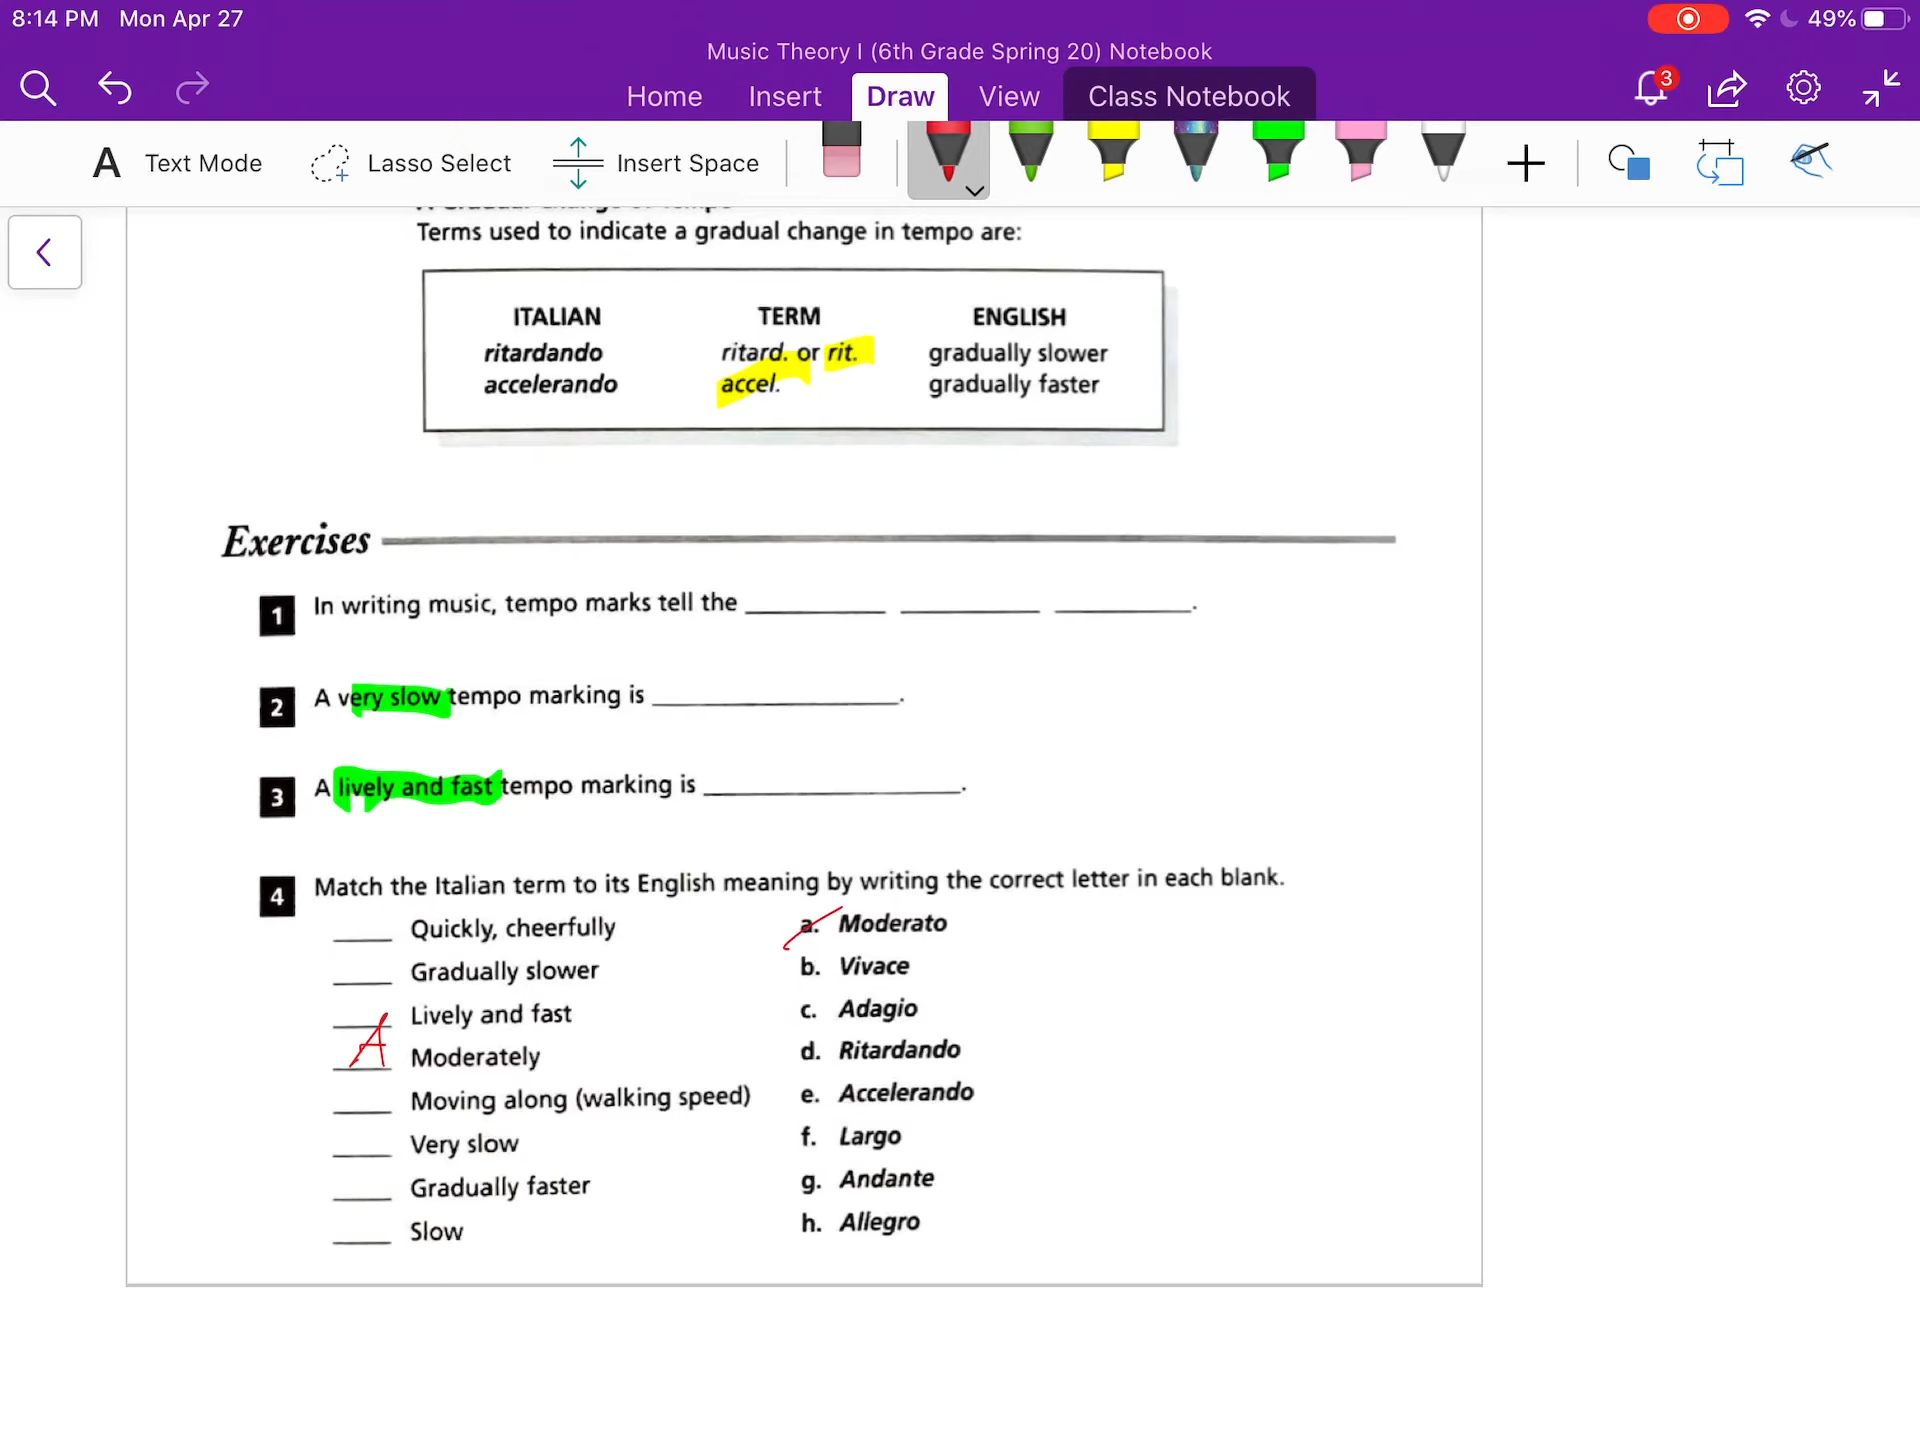 8:14 PM Mon Apr 27
49%
Music Theory I (6th Grade Spring 20) Notebook
Home Insert Draw View Class Notebook
3
A Text Mode Lasso Select Insert Space
Terms used to indicate a gradual change in tempo are:
ITALIAN TERM ENGLISH
ritardando ritard. or rit. gradually slower
accelerando accel. gradually faster
Exercises
1 In writing music, tempo marks tell the ____ ____ ____.
2 A very slow tempo marking is ____.
3 A lively and fast tempo marking is ____.
4 Match the Italian term to its English meaning by writing the correct letter in each blank.
____ Quickly, cheerfully a. Moderato
____ Gradually slower b. Vivace
____ Lively and fast c. Adagio
A Moderately d. Ritardando
____ Moving along (walking speed) e. Accelerando
____ Very slow f. Largo
____ Gradually faster g. Andante
____ Slow h. Allegro